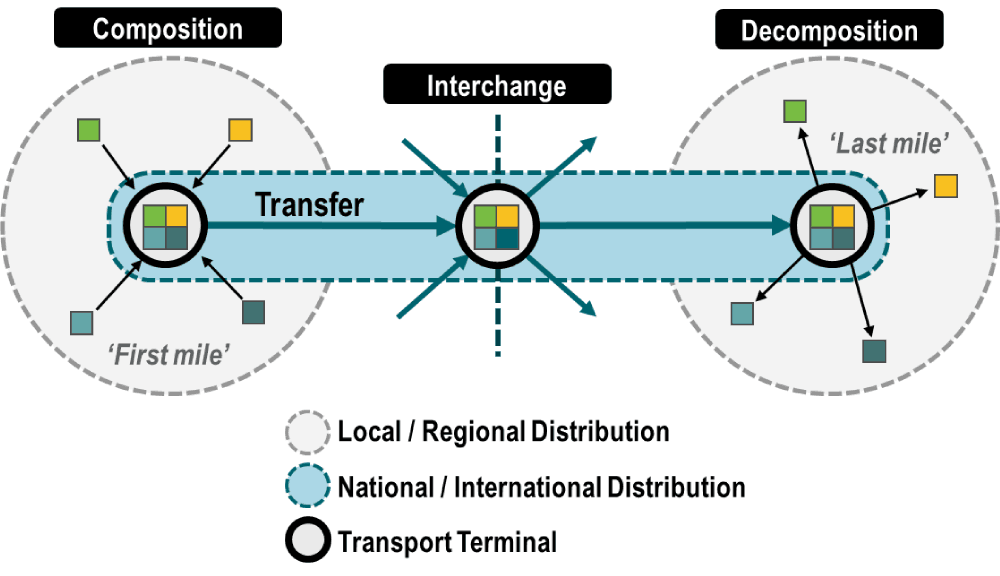 Composition
Decomposition
Interchange
'Last mile'
Transfer
'First mile'
Local / Regional Distribution
National / International Distribution
Transport Terminal